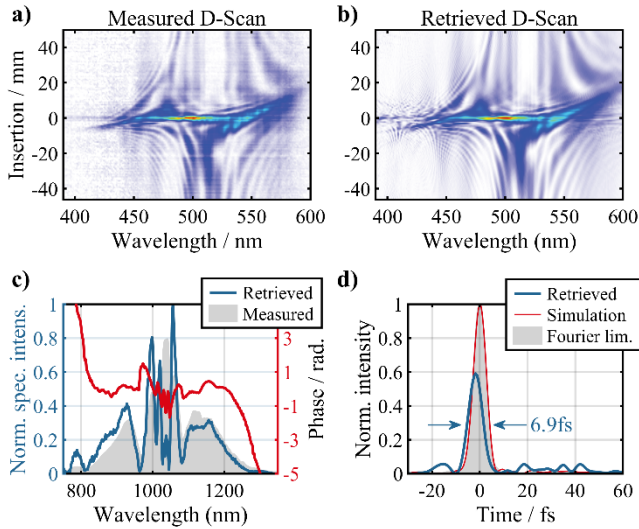 a) Measured D-Scan
b) Retrieved D-Scan
Insertion / mm
40
20
0
-20
-40
400 450 500 550 600
Wavelength / nm
40
20
0
-20
-40
400 450 500 550 600
Wavelength (nm)
c)
Retrieved
Measured
Norm. spec. intens.
1
0.8
0.6
0.4
0.2
0
3
1
-1
-3
-5
Phase / rad.
800 1000 1200
Wavelength (nm)
d)
Retrieved
Simulation
Fourier lim.
Norm. intensity
1
0.8
0.6
0.4
0.2
0
6.9fs
-20 0 20 40 60
Time / fs